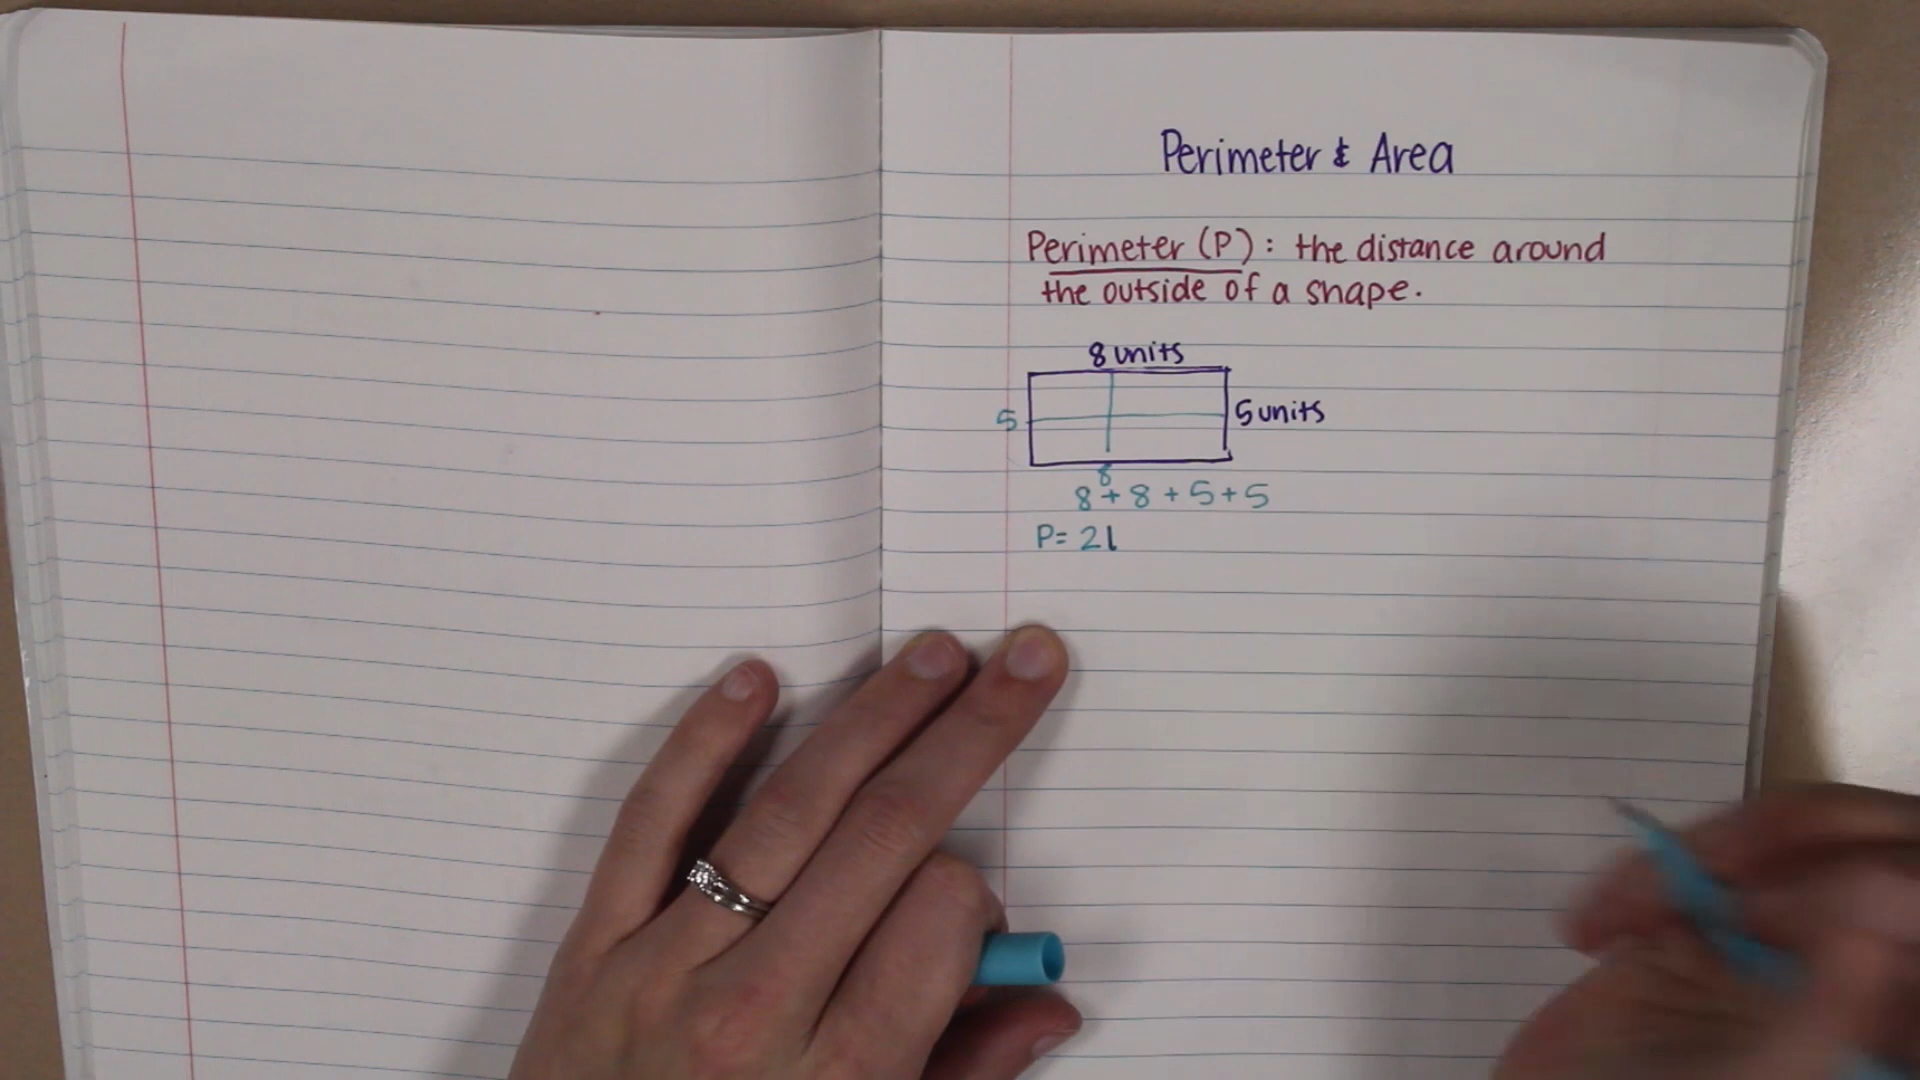 Perimeter & Area
Perimeter (P): the distance around
the outside of a shape.
8 units
5
5 units
8
8 + 8 + 5 + 5
P= 21